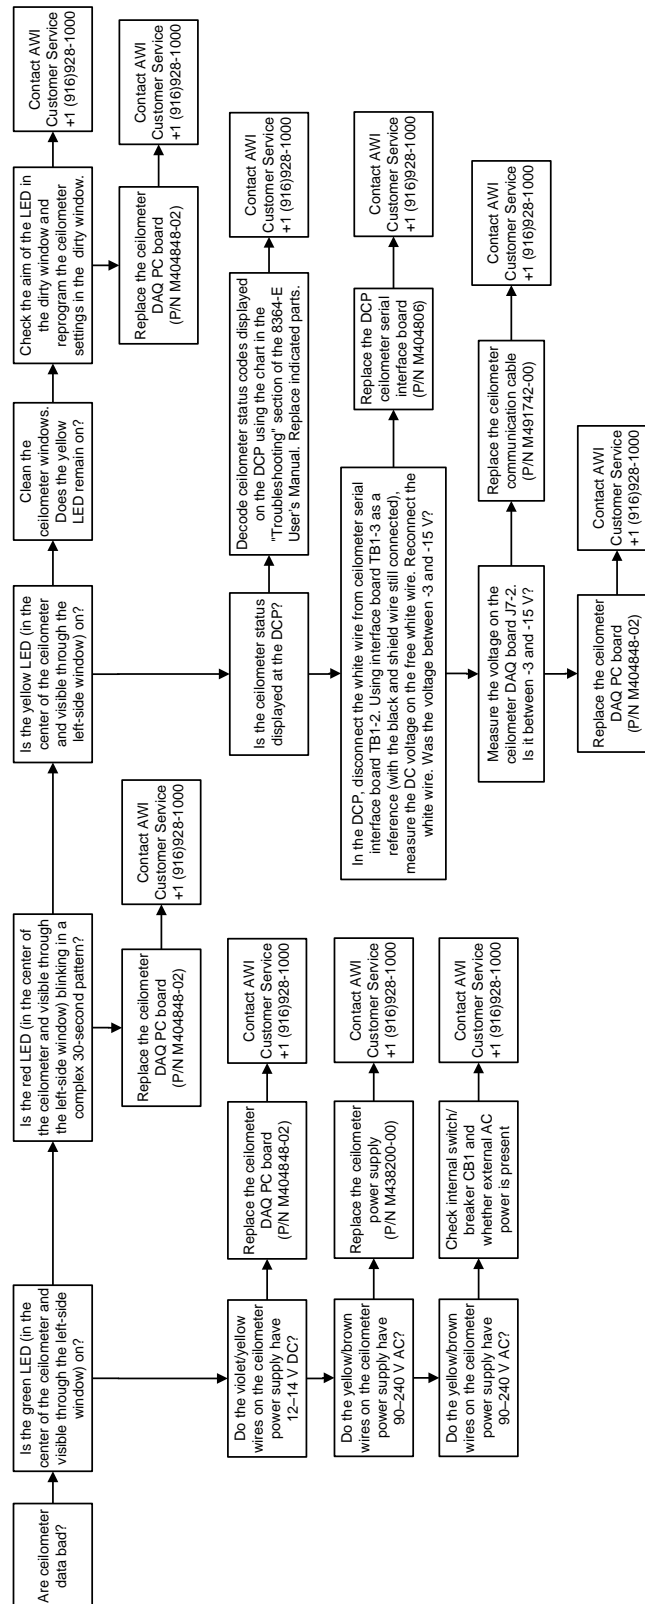 Are ceilometer
data bad?
Is the green LED (in the
center of the ceilometer and
visible through the left-side
window) on?
Is the red LED (in the center of
the ceilometer and visible through
the left-side window) blinking in a
complex 30-second pattern?
Is the yellow LED (in the
center of the ceilometer
and visible through the
left-side window) on?
Clean the
ceilometer windows.
Does the yellow
LED remain on?
Check the aim of the LED in
the dirty window and
reprogram the ceilometer
settings in the dirty window.
Contact AWI
Customer Service
+1 (916)928-1000
Replace the ceilometer
DAQ PC board
(P/N M404848-02)
Contact AWI
Customer Service
+1 (916)928-1000
Replace the ceilometer
DAQ PC board
(P/N M404848-02)
Contact AWI
Customer Service
+1 (916)928-1000
Do the violet/yellow
wires on the ceilometer
power supply have
12–14 V DC?
Replace the ceilometer
DAQ PC board
(P/N M404848-02)
Contact AWI
Customer Service
+1 (916)928-1000
Is the ceilometer status
displayed at the DCP?
Decode ceilometer status codes displayed
on the DCP using the chart in the
"Troubleshooting" section of the 8364-E
User's Manual. Replace indicated parts.
Contact AWI
Customer Service
+1 (916)928-1000
Do the yellow/brown
wires on the ceilometer
power supply have
90–240 V AC?
Replace the ceilometer
power supply
(P/N M438200-00)
Contact AWI
Customer Service
+1 (916)928-1000
In the DCP, disconnect the white wire from ceilometer serial
interface board TB1-2. Using interface board TB1-3 as a
reference (with the black and shield wire still connected),
measure the DC voltage on the free white wire. Reconnect the
white wire. Was the voltage between -3 and -15 V?
Replace the DCP
ceilometer serial
interface board
(P/N M404806)
Contact AWI
Customer Service
+1 (916)928-1000
Do the yellow/brown
wires on the ceilometer
power supply have
90–240 V AC?
Check internal switch/
breaker CB1 and
whether external AC
power is present
Contact AWI
Customer Service
+1 (916)928-1000
Measure the voltage on the
ceilometer DAQ board J7-2.
Is it between -3 and -15 V?
Replace the ceilometer
communication cable
(P/N M491742-00)
Contact AWI
Customer Service
+1 (916)928-1000
Replace the ceilometer
DAQ PC board
(P/N M404848-02)
Contact AWI
Customer Service
+1 (916)928-1000